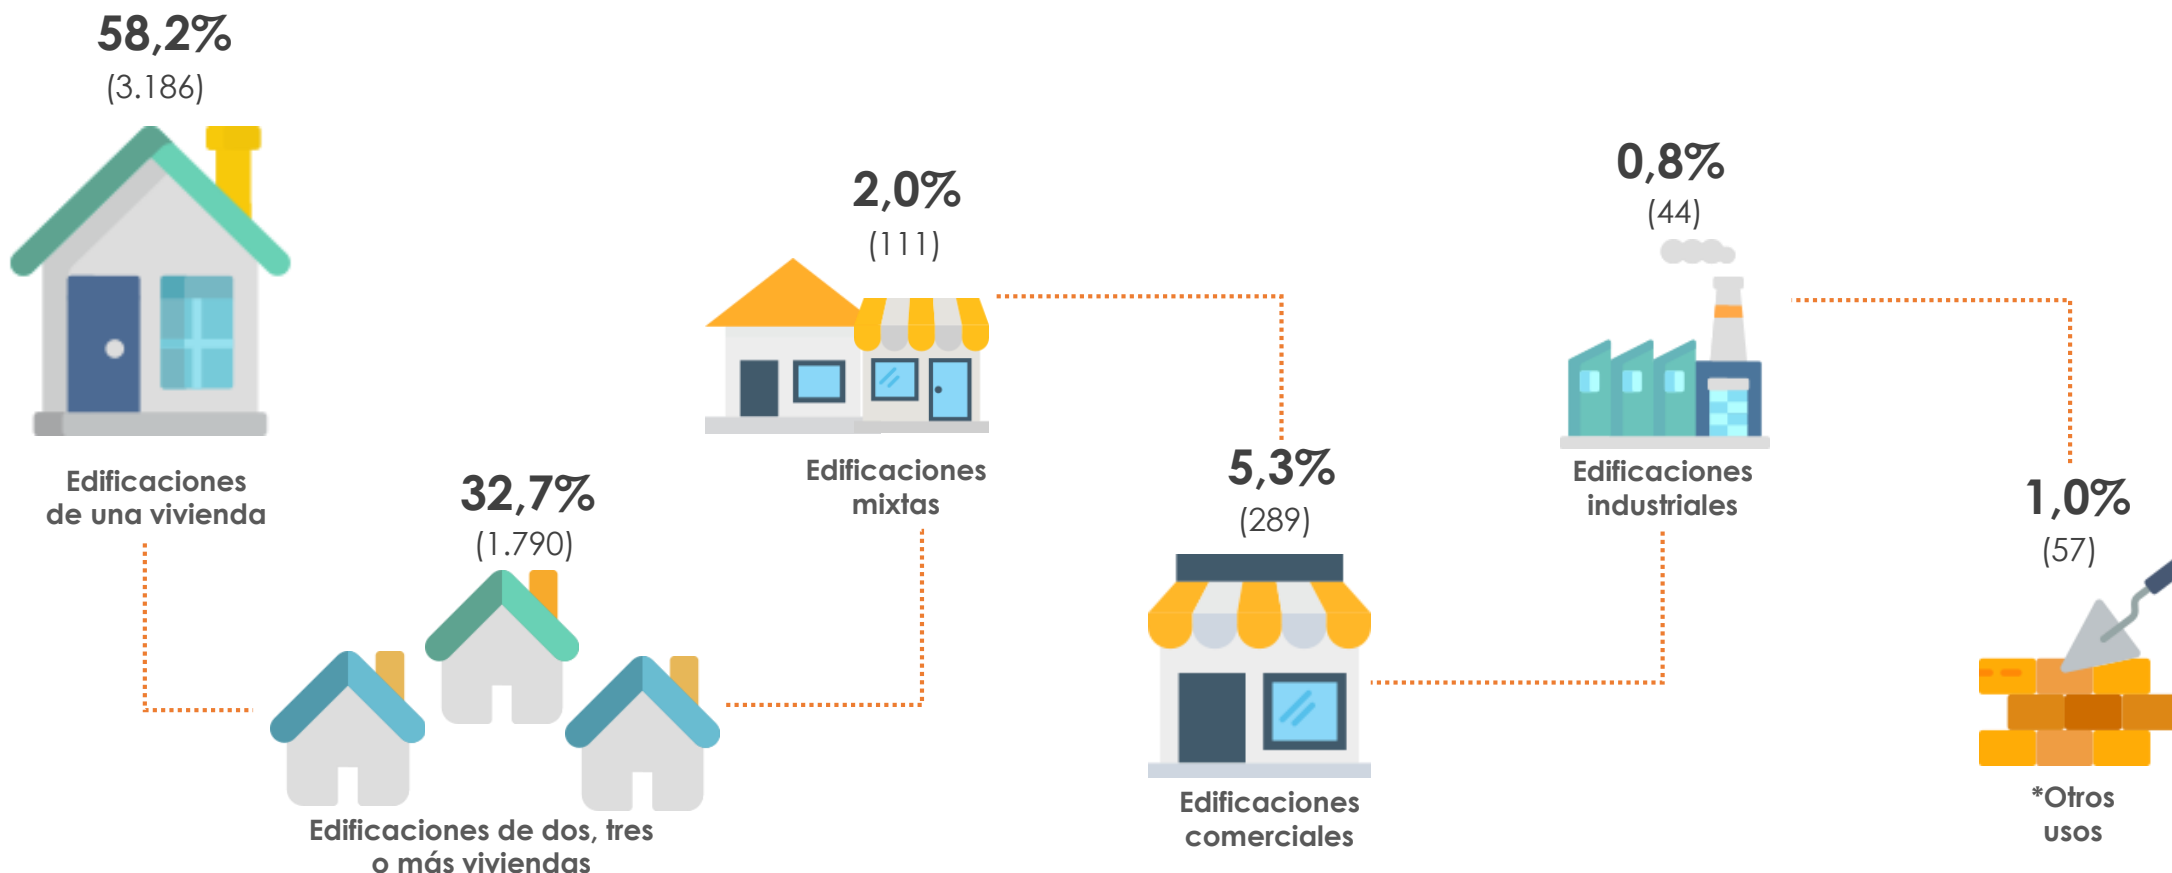 58,2%
(3.186)
Edificaciones
de una vivienda
32,7%
(1.790)
Edificaciones de dos, tres
o más viviendas
2,0%
(111)
Edificaciones
mixtas
5,3%
(289)
Edificaciones
comerciales
0,8%
(44)
Edificaciones
industriales
1,0%
(57)
*Otros
usos